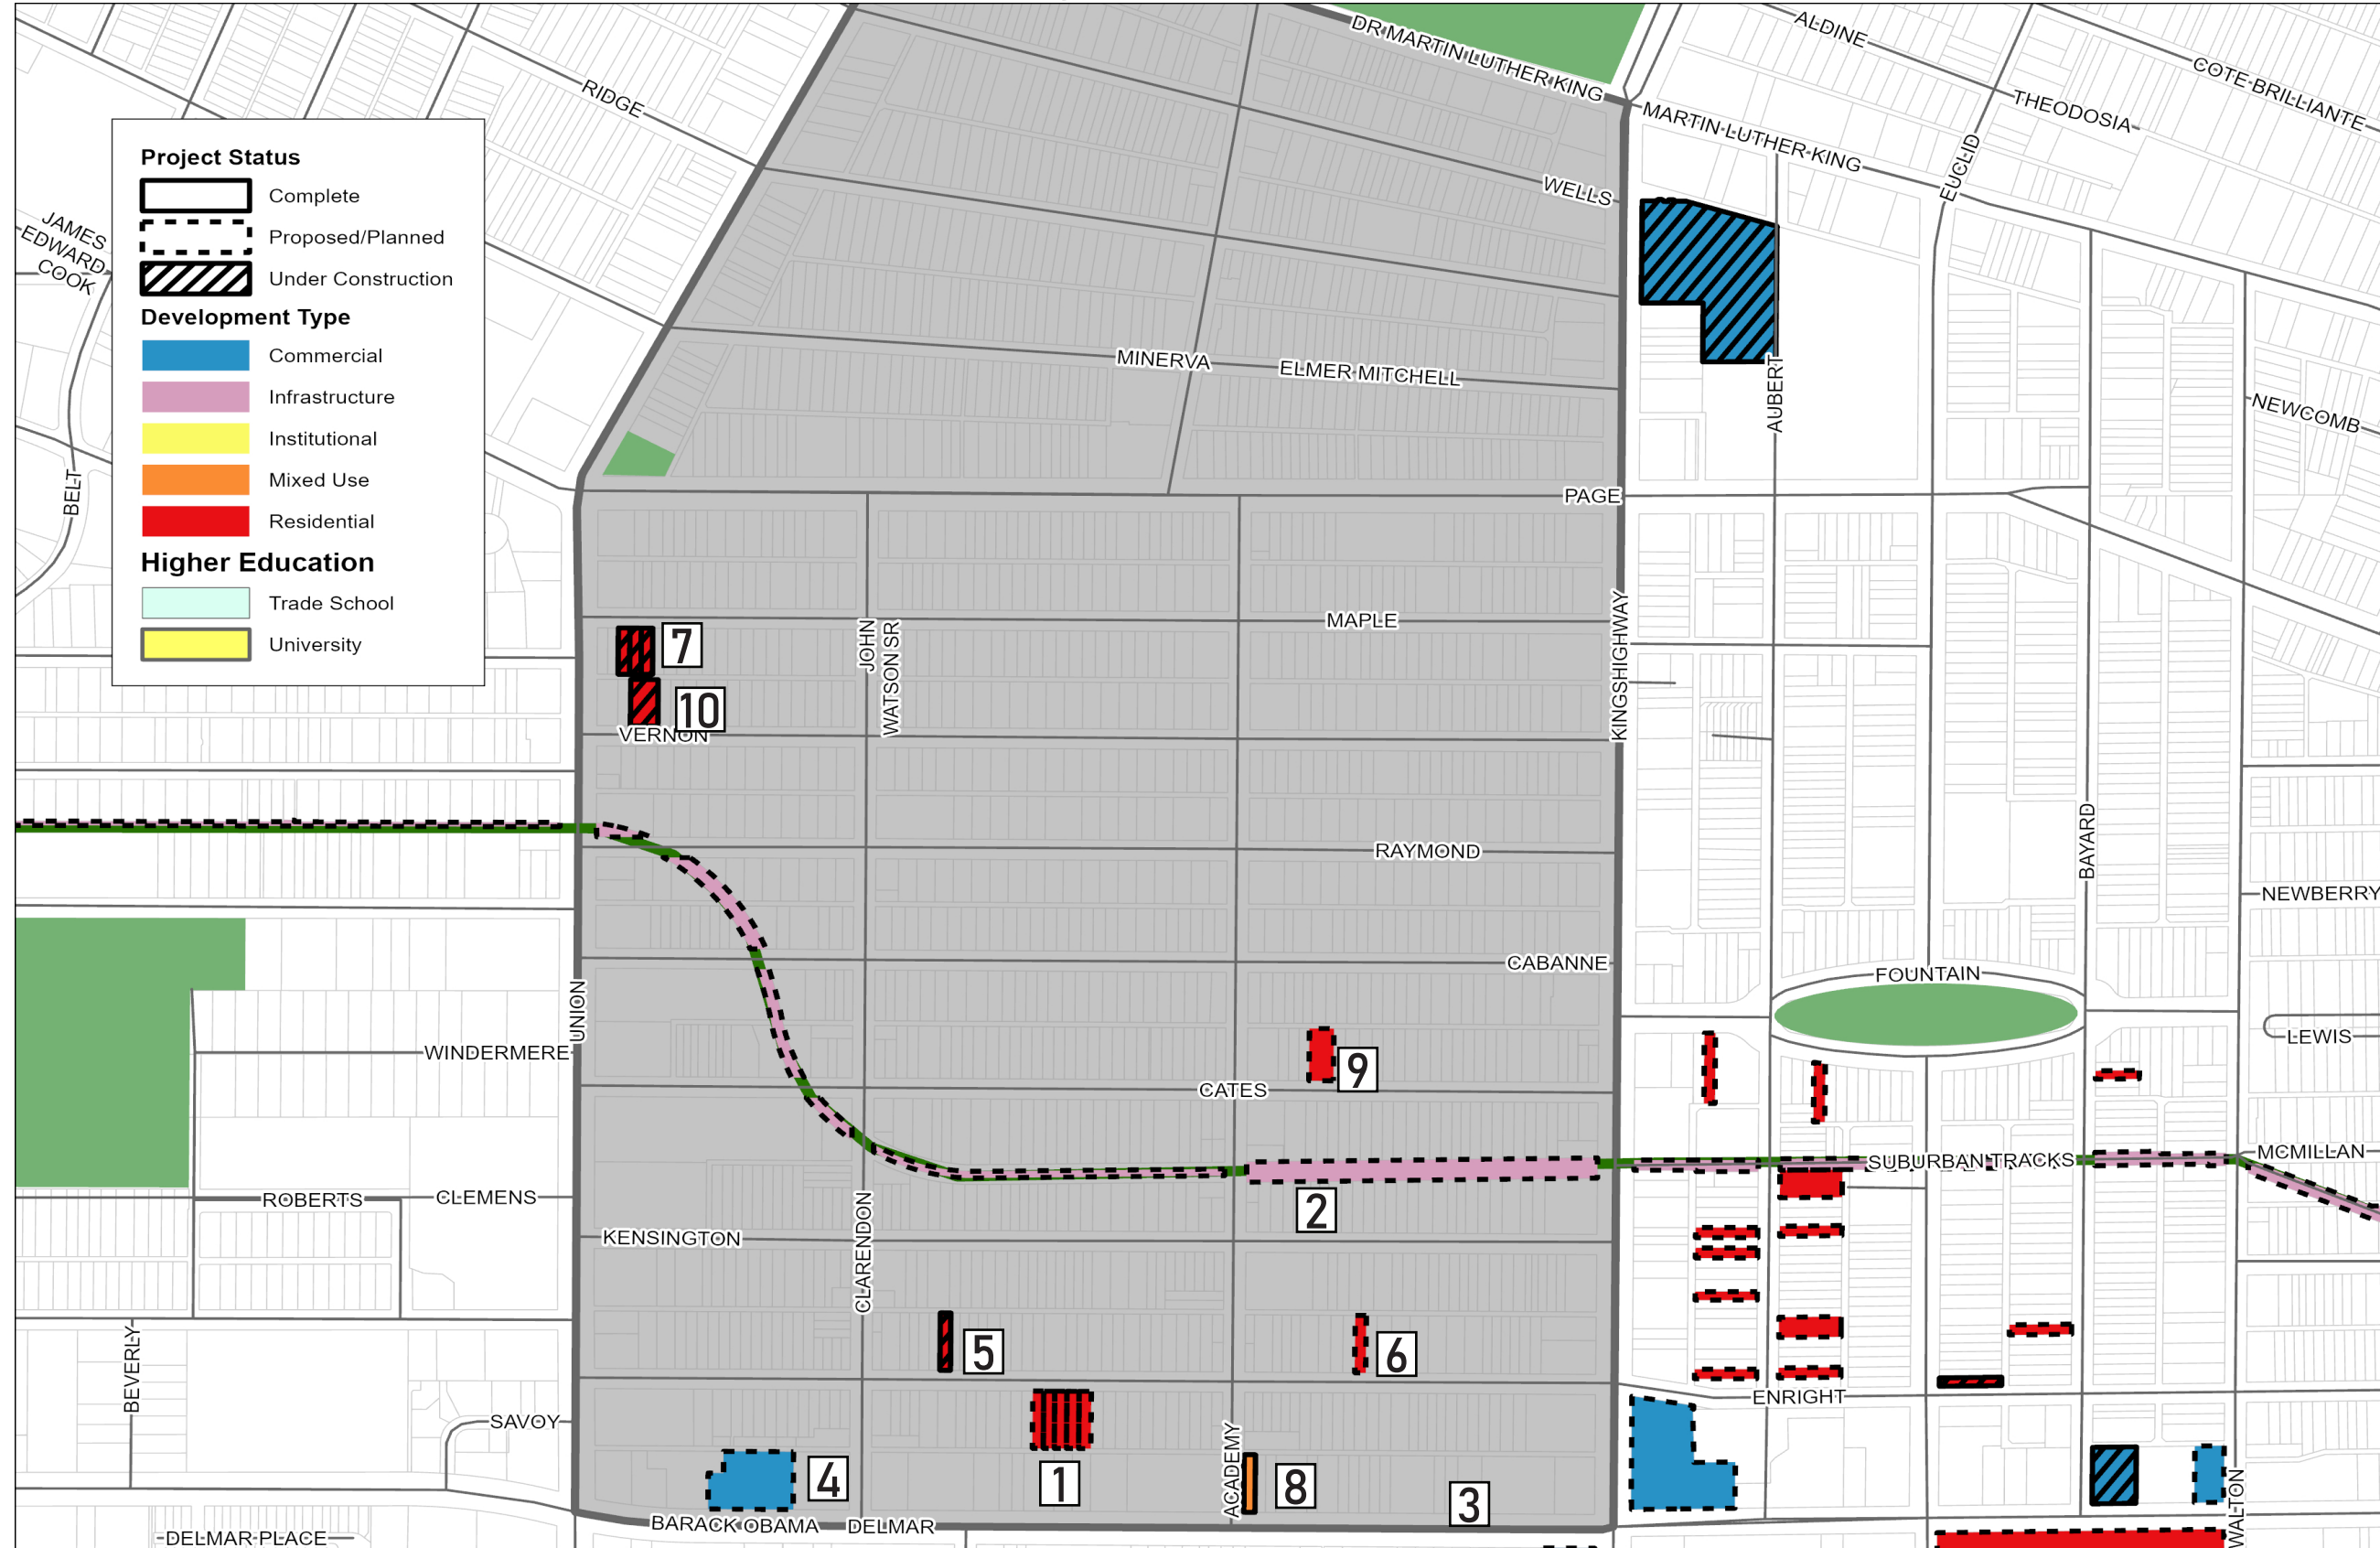 DR MARTIN LUTHER KING
ALDINE
COTE BRILLIANTE
THEODOSIA
RIDGE
MARTIN LUTHER KING
EUCLID
WELLS
JAMES
EDWARD
COOK
Project Status
Complete
Proposed/Planned
Under Construction
Development Type
Commercial
Infrastructure
Institutional
Mixed Use
Residential
Higher Education
Trade School
University
MINERVA
ELMER MITCHELL
AUBERT
NEWCOMB
BELT
PAGE
MAPLE
KINGSHIGHWAY
7
JOHN
WATSON SR
10
VERNON
RAYMOND
BAYARD
NEWBERRY
CABANNE
FOUNTAIN
UNION
LEWIS
WINDERMERE
9
CATES
SUBURBAN TRACKS
MCMILLAN
ROBERTS
CLEMENS
2
KENSINGTON
CLARENDON
BEVERLY
5
6
ENRIGHT
SAVOY
4
1
ACADEMY
8
3
WALTON
BARACK OBAMA
DELMAR
DELMAR PLACE